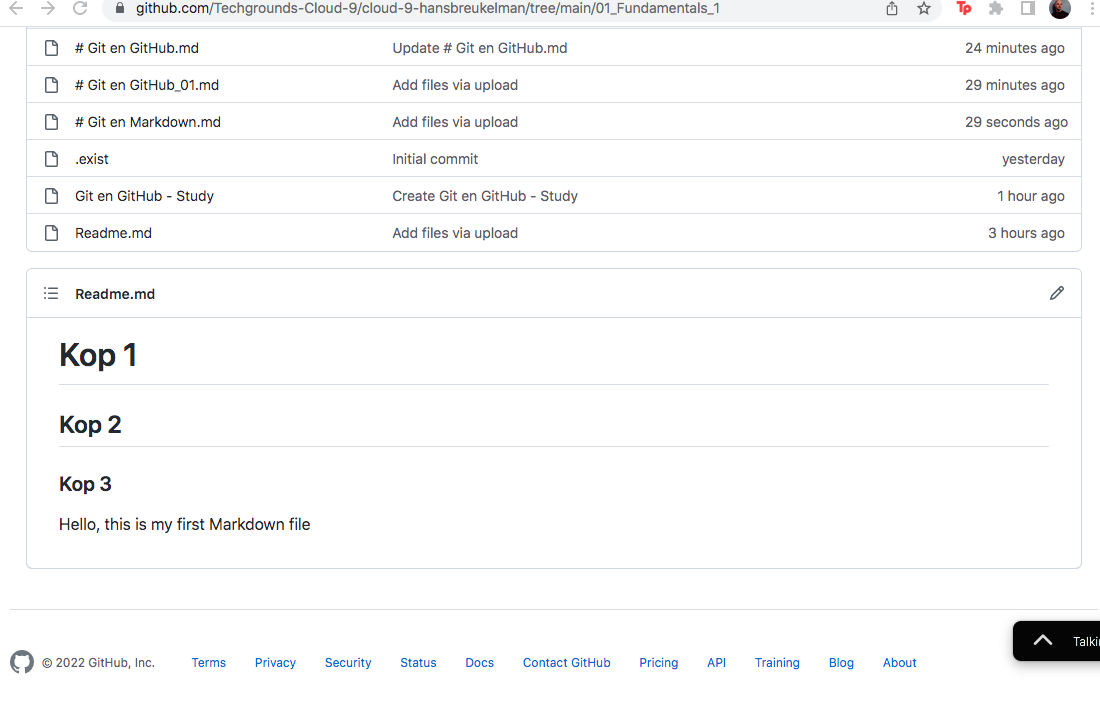 github.com/Techgrounds-Cloud-9/cloud-9-hansbreukelman/tree/main/01_Fundamentals_1
Tp
# Git en GitHub.md Update # Git en GitHub.md 24 minutes ago
# Git en GitHub_01.md Add files via upload 29 minutes ago
# Git en Markdown.md Add files via upload 29 seconds ago
.exist Initial commit yesterday
Git en GitHub - Study Create Git en GitHub - Study 1 hour ago
Readme.md Add files via upload 3 hours ago
Readme.md
Kop 1
Kop 2
Kop 3
Hello, this is my first Markdown file
Talki
© 2022 GitHub, Inc. Terms Privacy Security Status Docs Contact GitHub Pricing API Training Blog About